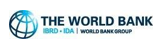 THE WORLD BANK
IBRD • IDA | WORLD BANK GROUP